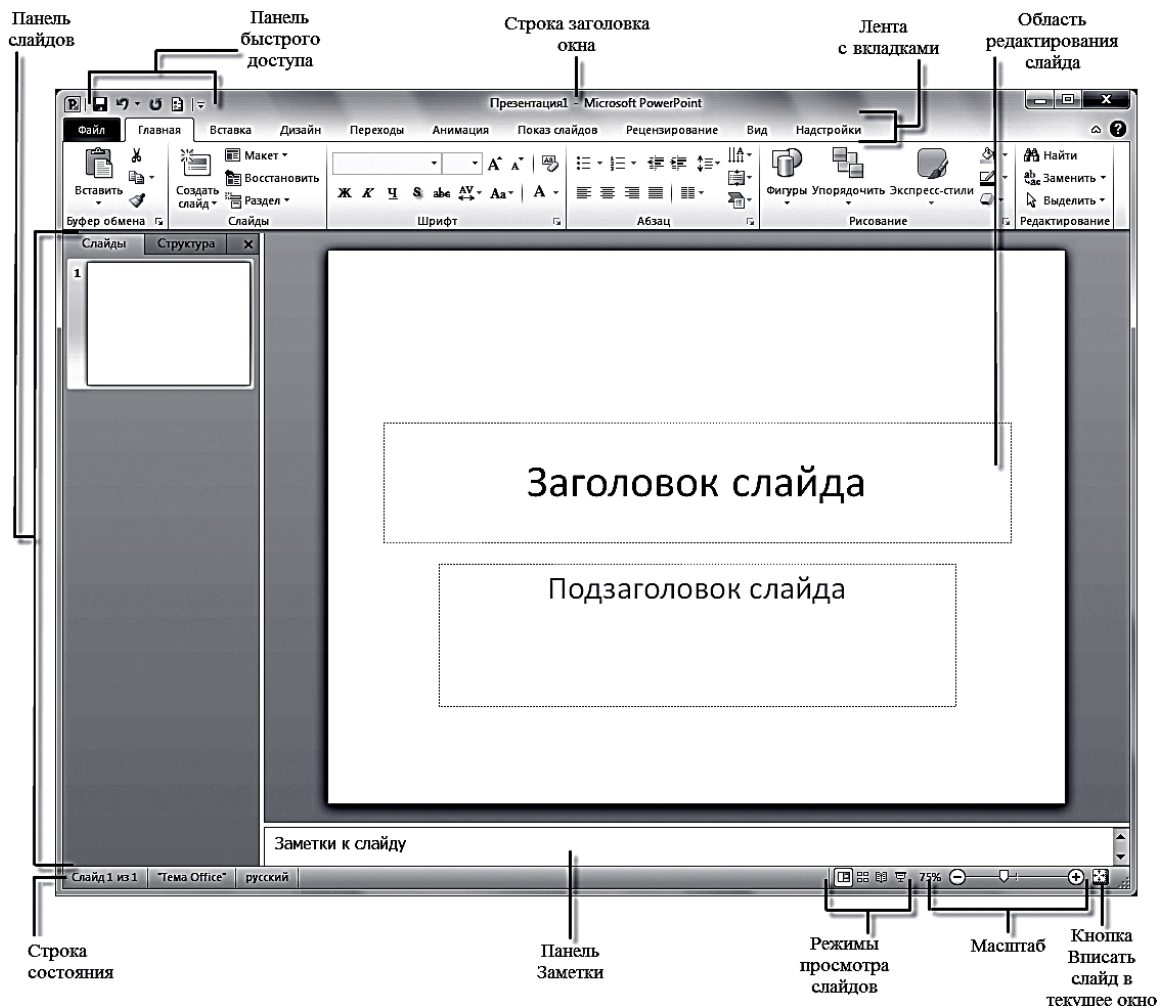 Панель
слайдов
Панель
быстрого
доступа
Строка заголовка
окна
Лента
с вкладками
Область
редактирования
слайда
Презентация1 - Microsoft PowerPoint
Файл Главная Вставка Дизайн Переходы Анимация Показ слайдов Рецензирование Вид Надстройки
Вставить
Создать
слайд
Макет
Восстановить
Раздел
Ж К Ч S abc AV Aa A
Фигуры Упорядочить Экспресс-стили
Найти
Заменить
Выделить
Буфер обмена Слайды Шрифт Абзац Рисование Редактирование
Слайды Структура
1
Заголовок слайда
Подзаголовок слайда
Заметки к слайду
Слайд 1 из 1 "Тема Office" русский 75%
Строка
состояния
Панель
Заметки
Режимы
просмотра
слайдов
Масштаб
Кнопка
Вписать
слайд в
текущее окно